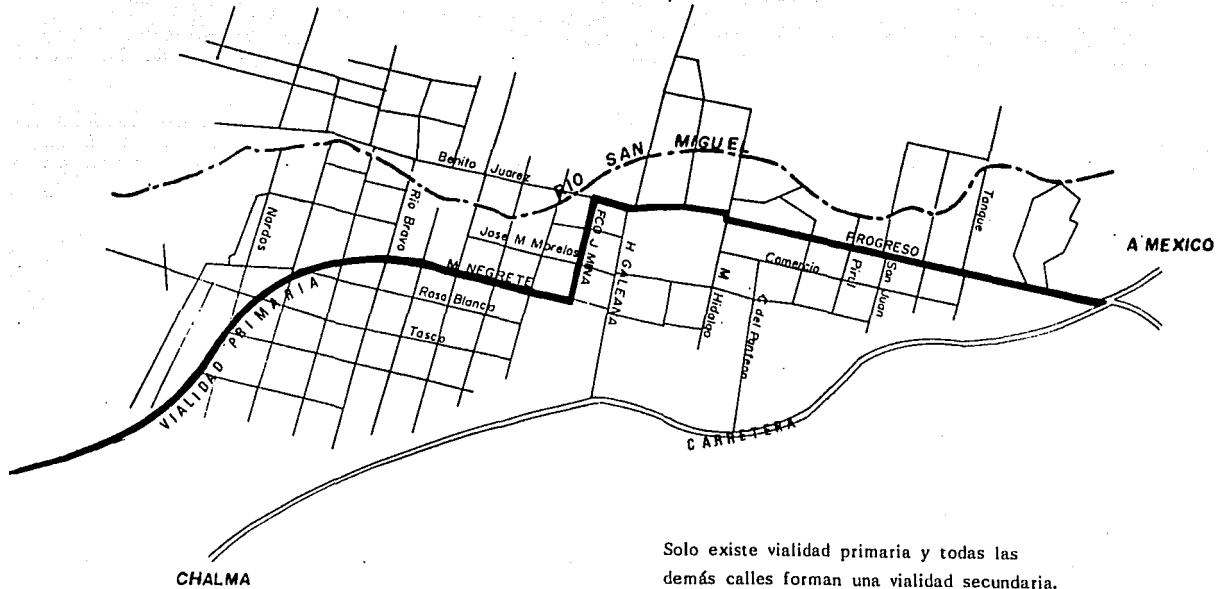 RIO SAN MIGUEL
Benito Juarez
Nardos
Rio Bravo
Jose M Morelos
FCO J. MINA
H GALEANA
M. NEGRETE
Rosa Blanca
Tasco
VIALIDAD PRIMARIA
M Hidalgo
Comercio
C del Panteon
PROGRESO
Pirul
San Juan
Tanque
A MEXICO
CARRETERA
CHALMA
Solo existe vialidad primaria y todas las
demás calles forman una vialidad secundaria.